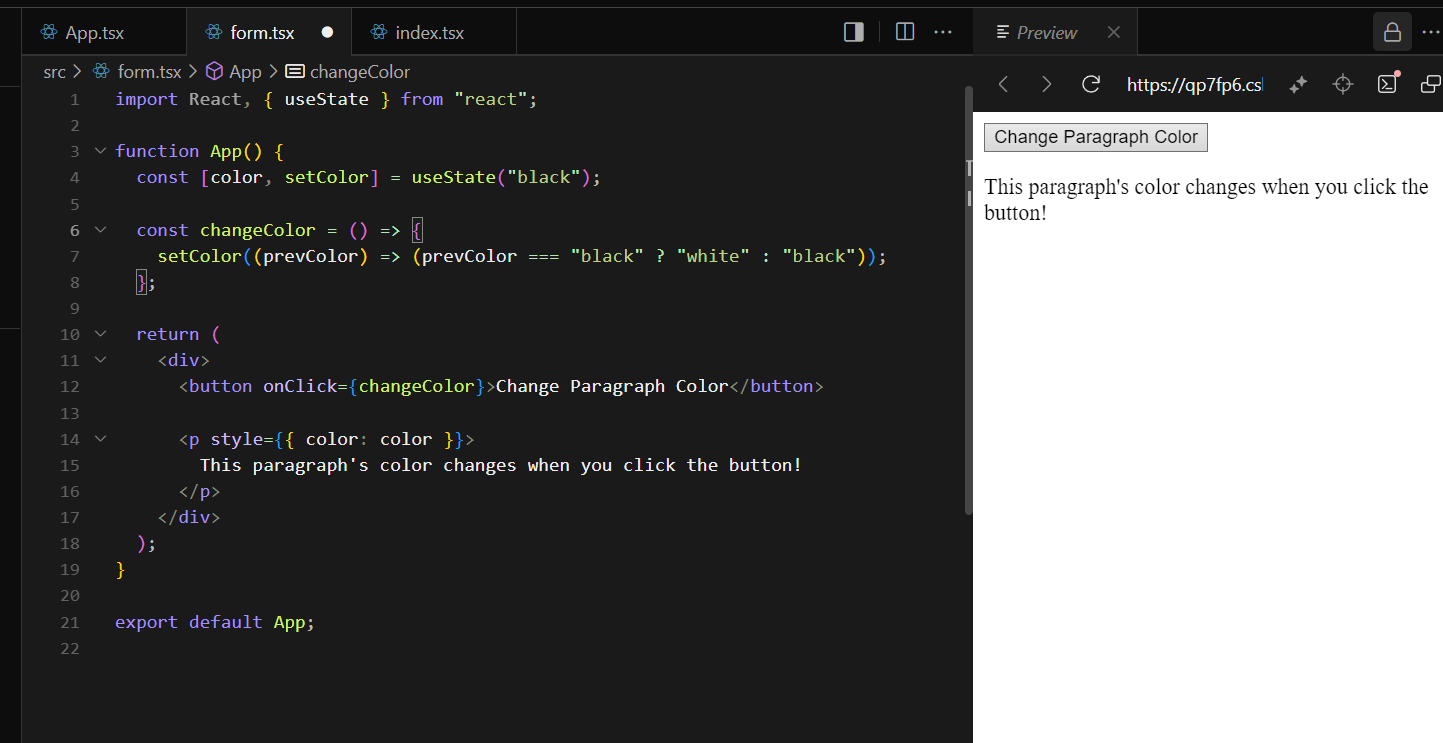 App.tsx
form.tsx
index.tsx
Preview
src > form.tsx > App > changeColor
https://qp7fp6.cs
1 import React, { useState } from "react";
2
3 function App() {
4 const [color, setColor] = useState("black");
5
6 const changeColor = () => {
7 setColor((prevColor) => (prevColor === "black" ? "white" : "black"));
8 };
9
10 return (
11 <div>
12 <button onClick={changeColor}>Change Paragraph Color</button>
13
14 <p style={{ color: color }}>
15 This paragraph's color changes when you click the button!
16 </p>
17 </div>
18 );
19 }
20
21 export default App;
22
Change Paragraph Color
This paragraph's color changes when you click the
button!